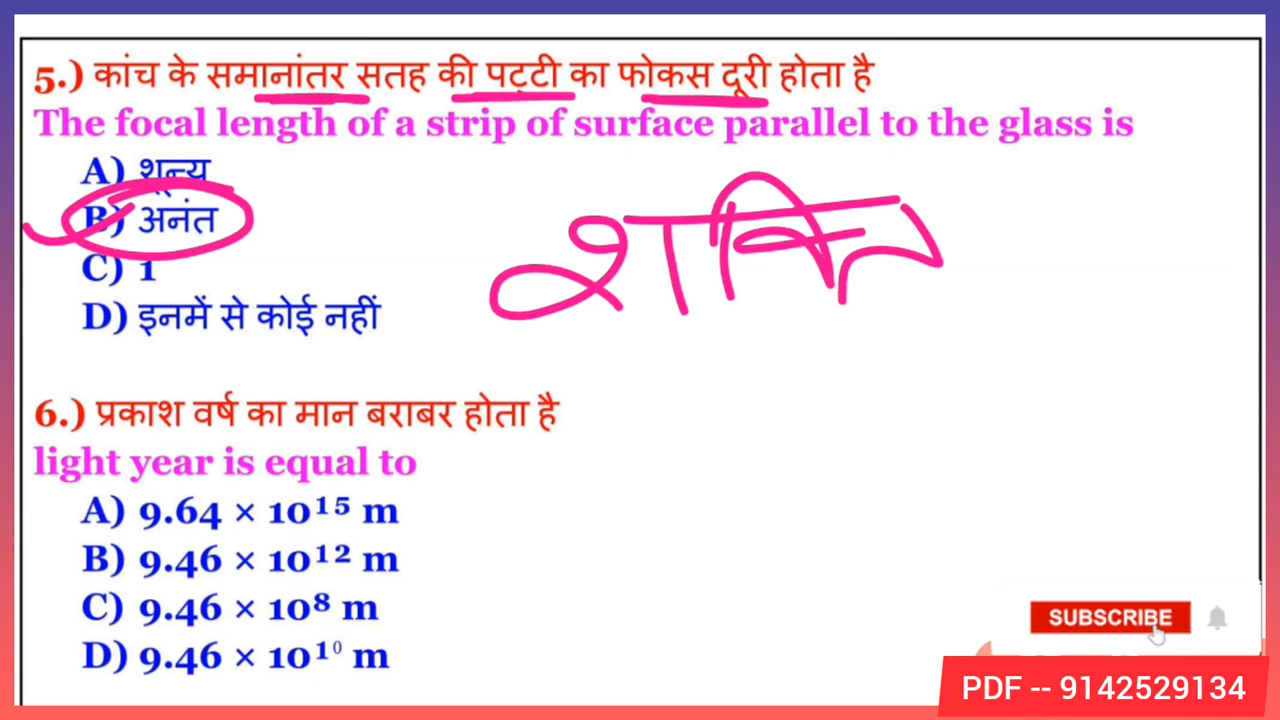 5.) कांच के समानांतर सतह की पट्टी का फोकस दूरी होता है
The focal length of a strip of surface parallel to the glass is
A) शून्य
B) अनंत
शक्ति
C) 1
D) इनमें से कोई नहीं
6.) प्रकाश वर्ष का मान बराबर होता है
light year is equal to
A) 9.64 × 10¹⁵ m
B) 9.46 × 10¹² m
C) 9.46 × 10⁸ m
D) 9.46 × 10¹⁰ m
SUBSCRIBE
PDF -- 9142529134